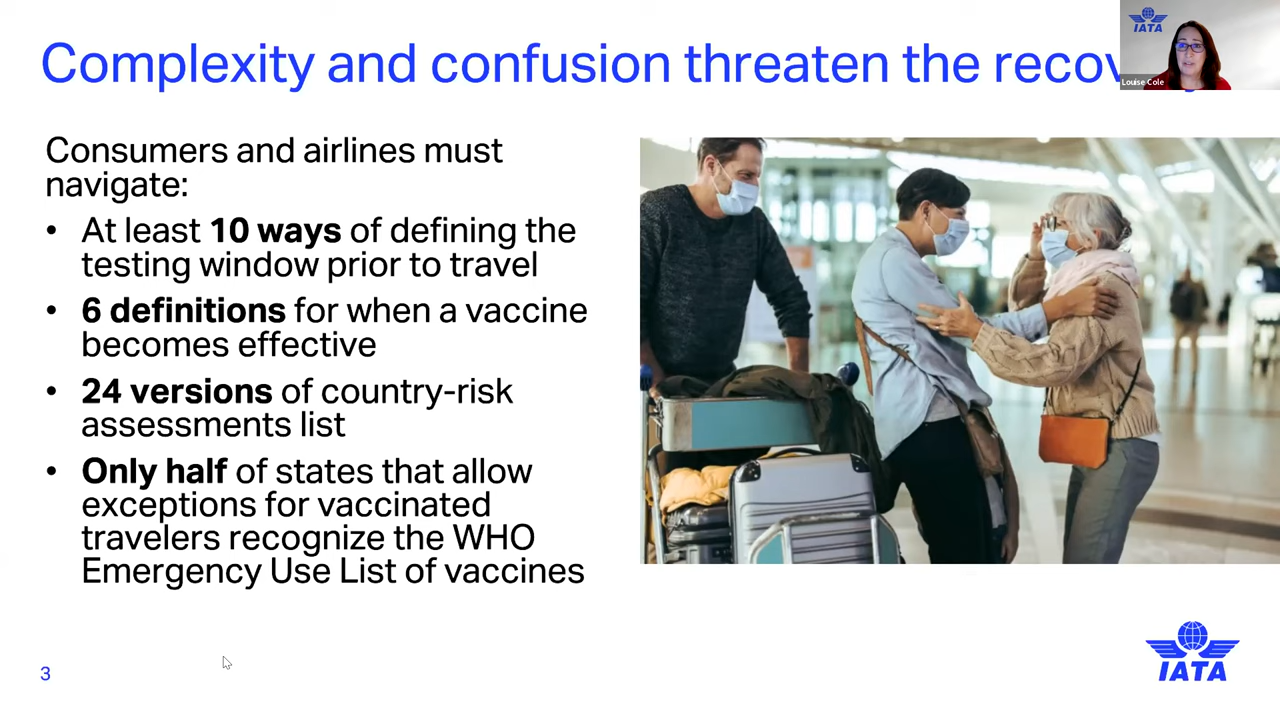 Complexity and confusion threaten the
IATA
Louise Cole
Consumers and airlines must
navigate:
• At least 10 ways of defining the
testing window prior to travel
• 6 definitions for when a vaccine
becomes effective
• 24 versions of country-risk
assessments list
• Only half of states that allow
exceptions for vaccinated
travelers recognize the WHO
Emergency Use List of vaccines
3
IATA